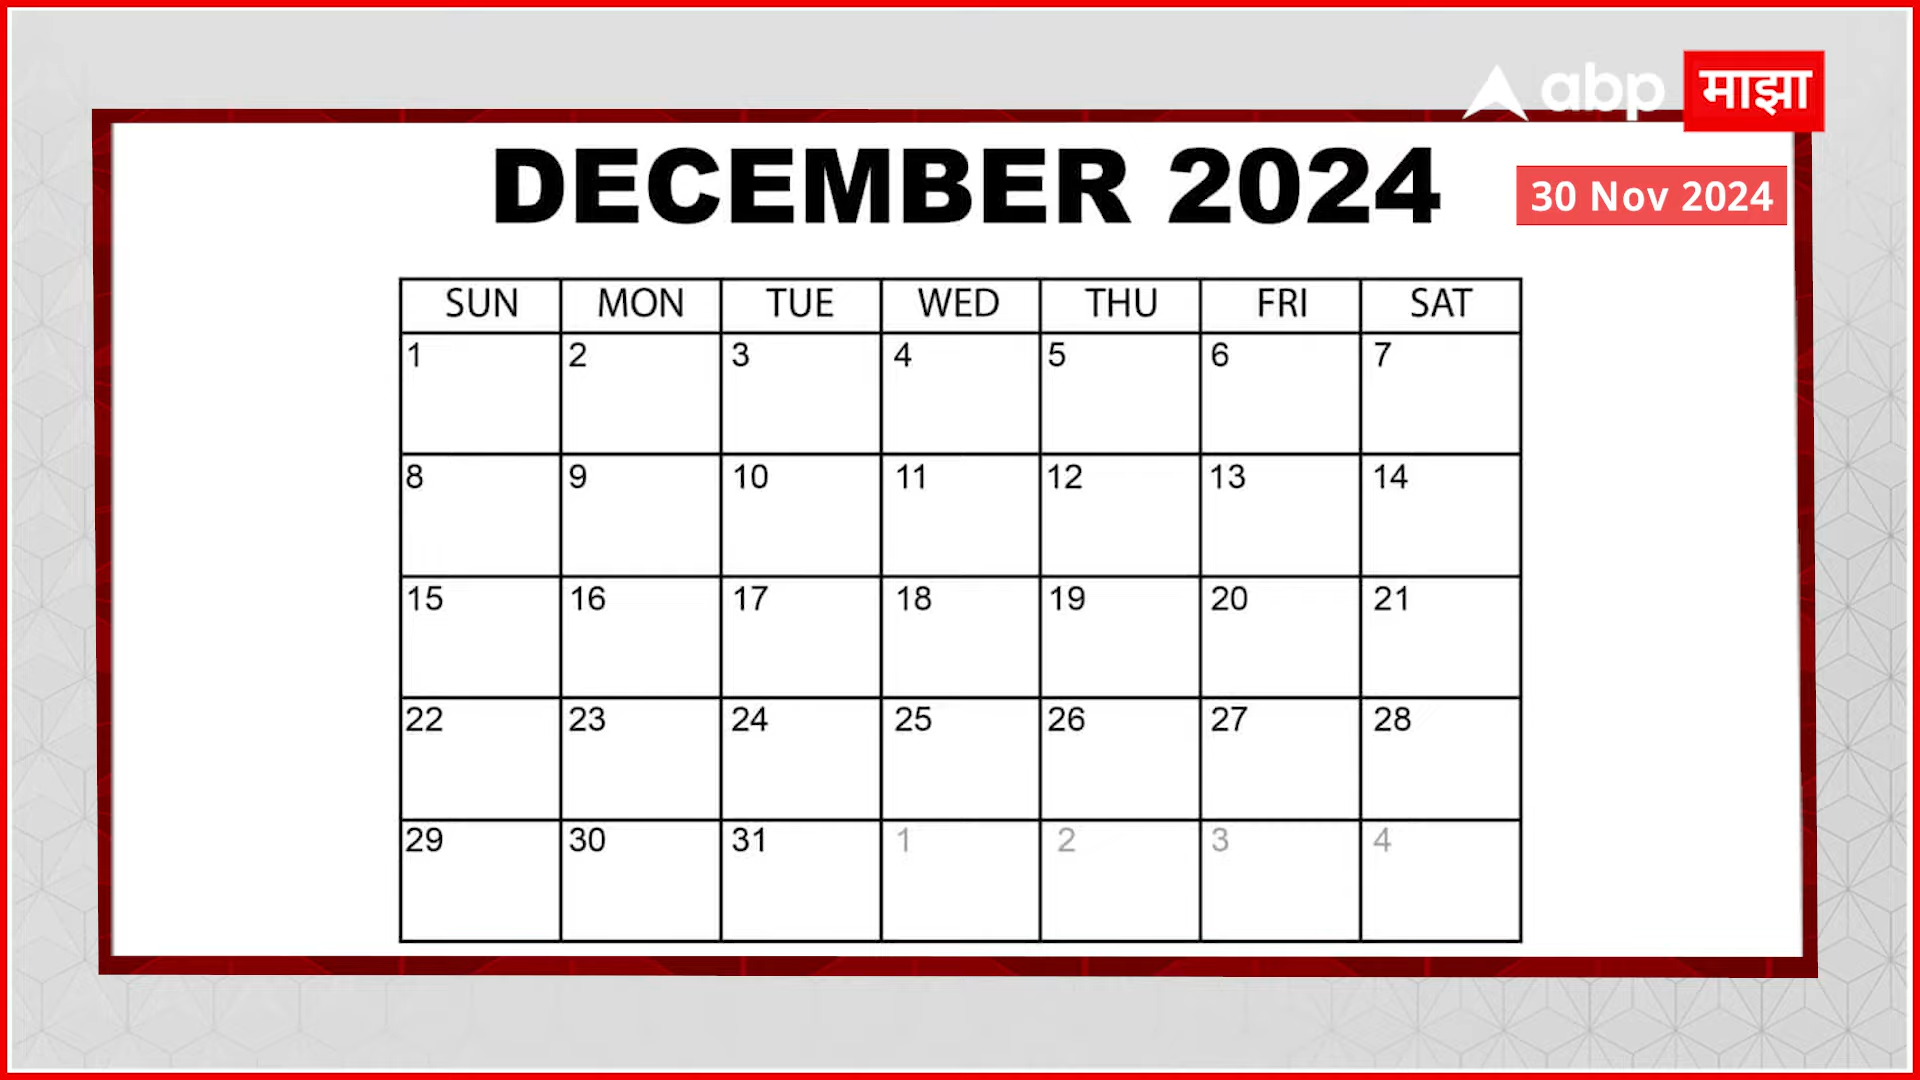 abp माझा
DECEMBER 2024
30 Nov 2024
SUN MON TUE WED THU FRI SAT
1 2 3 4 5 6 7
8 9 10 11 12 13 14
15 16 17 18 19 20 21
22 23 24 25 26 27 28
29 30 31 1 2 3 4